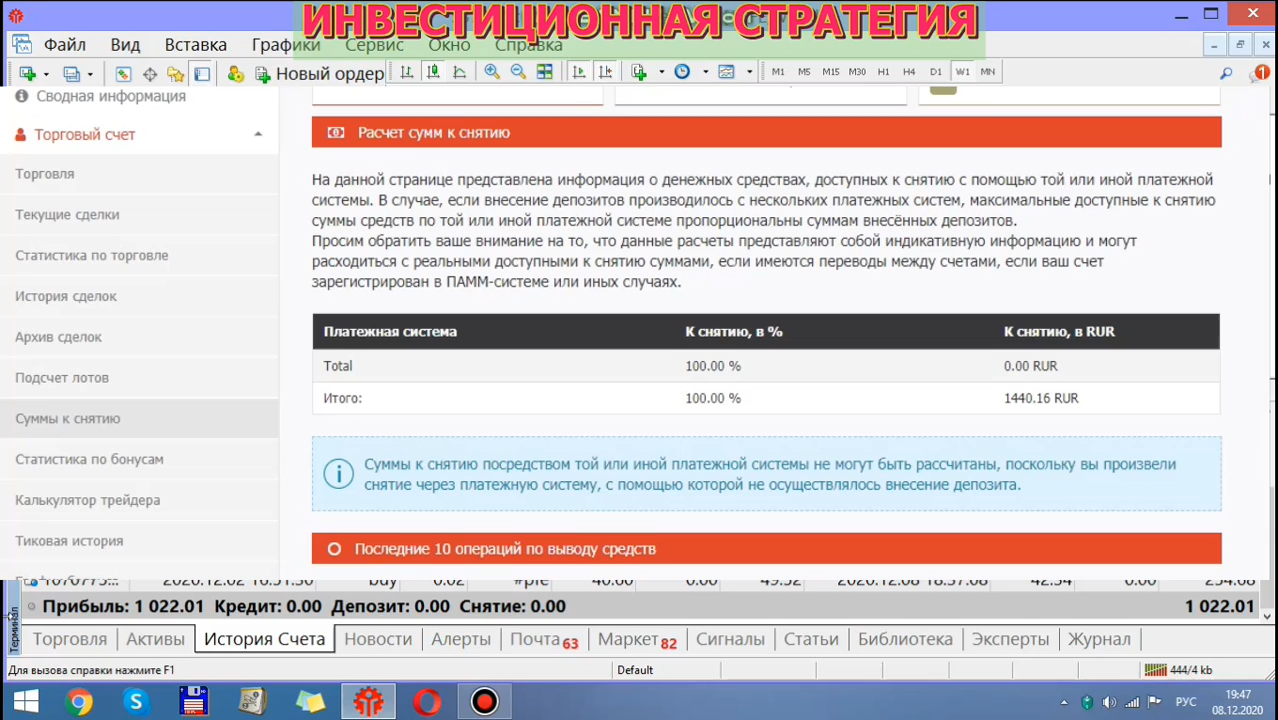 ИНВЕСТИЦИОННАЯ СТРАТЕГИЯ
Файл Вид Вставка Графики Сервис Окно Справка
Новый ордер M1 M5 M15 M30 H1 H4 D1 W1 MN 1
Сводная информация
Торговый счет
Торговля
Текущие сделки
Статистика по торговле
История сделок
Архив сделок
Подсчет лотов
Суммы к снятию
Статистика по бонусам
Калькулятор трейдера
Тиковая история
Расчет сумм к снятию
На данной странице представлена информация о денежных средствах, доступных к снятию с помощью той или иной платежной
системы. В случае, если внесение депозитов производилось с нескольких платежных систем, максимальные доступные к снятию
суммы средств по той или иной платежной системе пропорциональны суммам внесённых депозитов.
Просим обратить ваше внимание на то, что данные расчеты представляют собой индикативную информацию и могут
расходиться с реальными доступными к снятию суммами, если имеются переводы между счетами, если ваш счет
зарегистрирован в ПАММ-системе или иных случаях.
Платежная система К снятию, в % К снятию, в RUR
Total 100.00 % 0.00 RUR
Итого: 100.00 % 1440.16 RUR
Суммы к снятию посредством той или иной платежной системы не могут быть рассчитаны, поскольку вы произвели
снятие через платежную систему, с помощью которой не осуществлялось внесение депозита.
Последние 10 операций по выводу средств
buy 0.02 #pfe
Прибыль: 1 022.01 Кредит: 0.00 Депозит: 0.00 Снятие: 0.00 1 022.01
Терминал
Торговля Активы История Счета Новости Алерты Почта 63 Маркет 82 Сигналы Статьи Библиотека Эксперты Журнал
Для вызова справки нажмите F1 Default 444/4 kb
РУС 19:47
08.12.2020